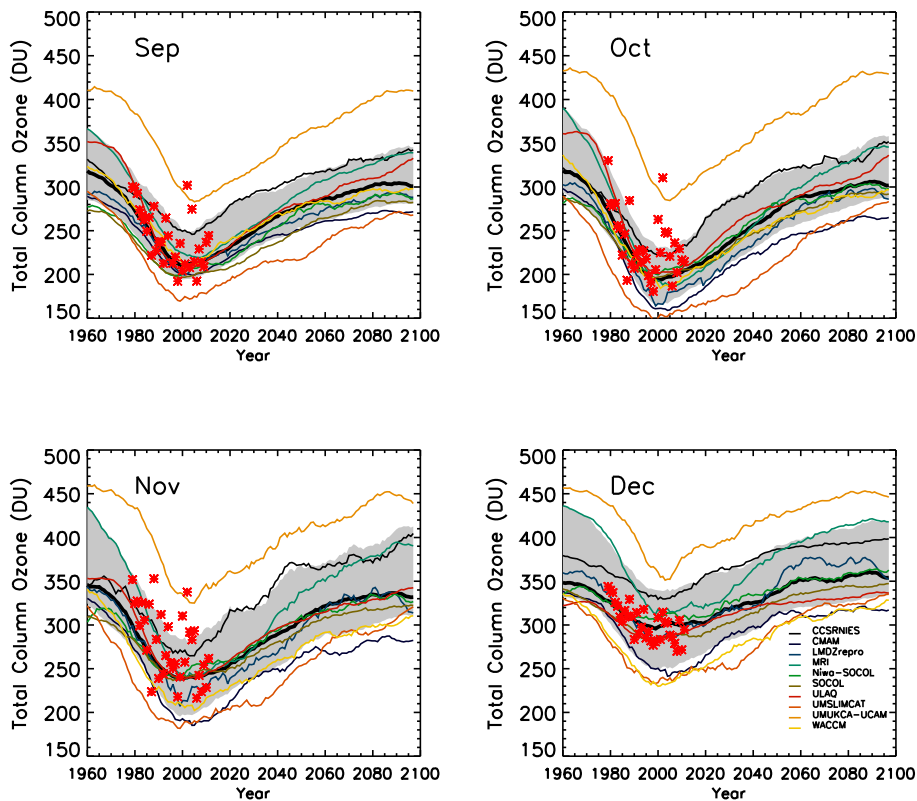 Sep
Total Column Ozone (DU)
500
450
400
350
300
250
200
150
1960 1980 2000 2020 2040 2060 2080 2100
Year
Oct
Total Column Ozone (DU)
500
450
400
350
300
250
200
150
1960 1980 2000 2020 2040 2060 2080 2100
Year
Nov
Total Column Ozone (DU)
500
450
400
350
300
250
200
150
1960 1980 2000 2020 2040 2060 2080 2100
Year
Dec
Total Column Ozone (DU)
500
450
400
350
300
250
200
150
1960 1980 2000 2020 2040 2060 2080 2100
Year
CCSRNIES
CMAM
LMDZrepro
MRI
Niwa-SOCOL
SOCOL
ULAQ
UMSLIMCAT
UMUKCA-UCAM
WACCM